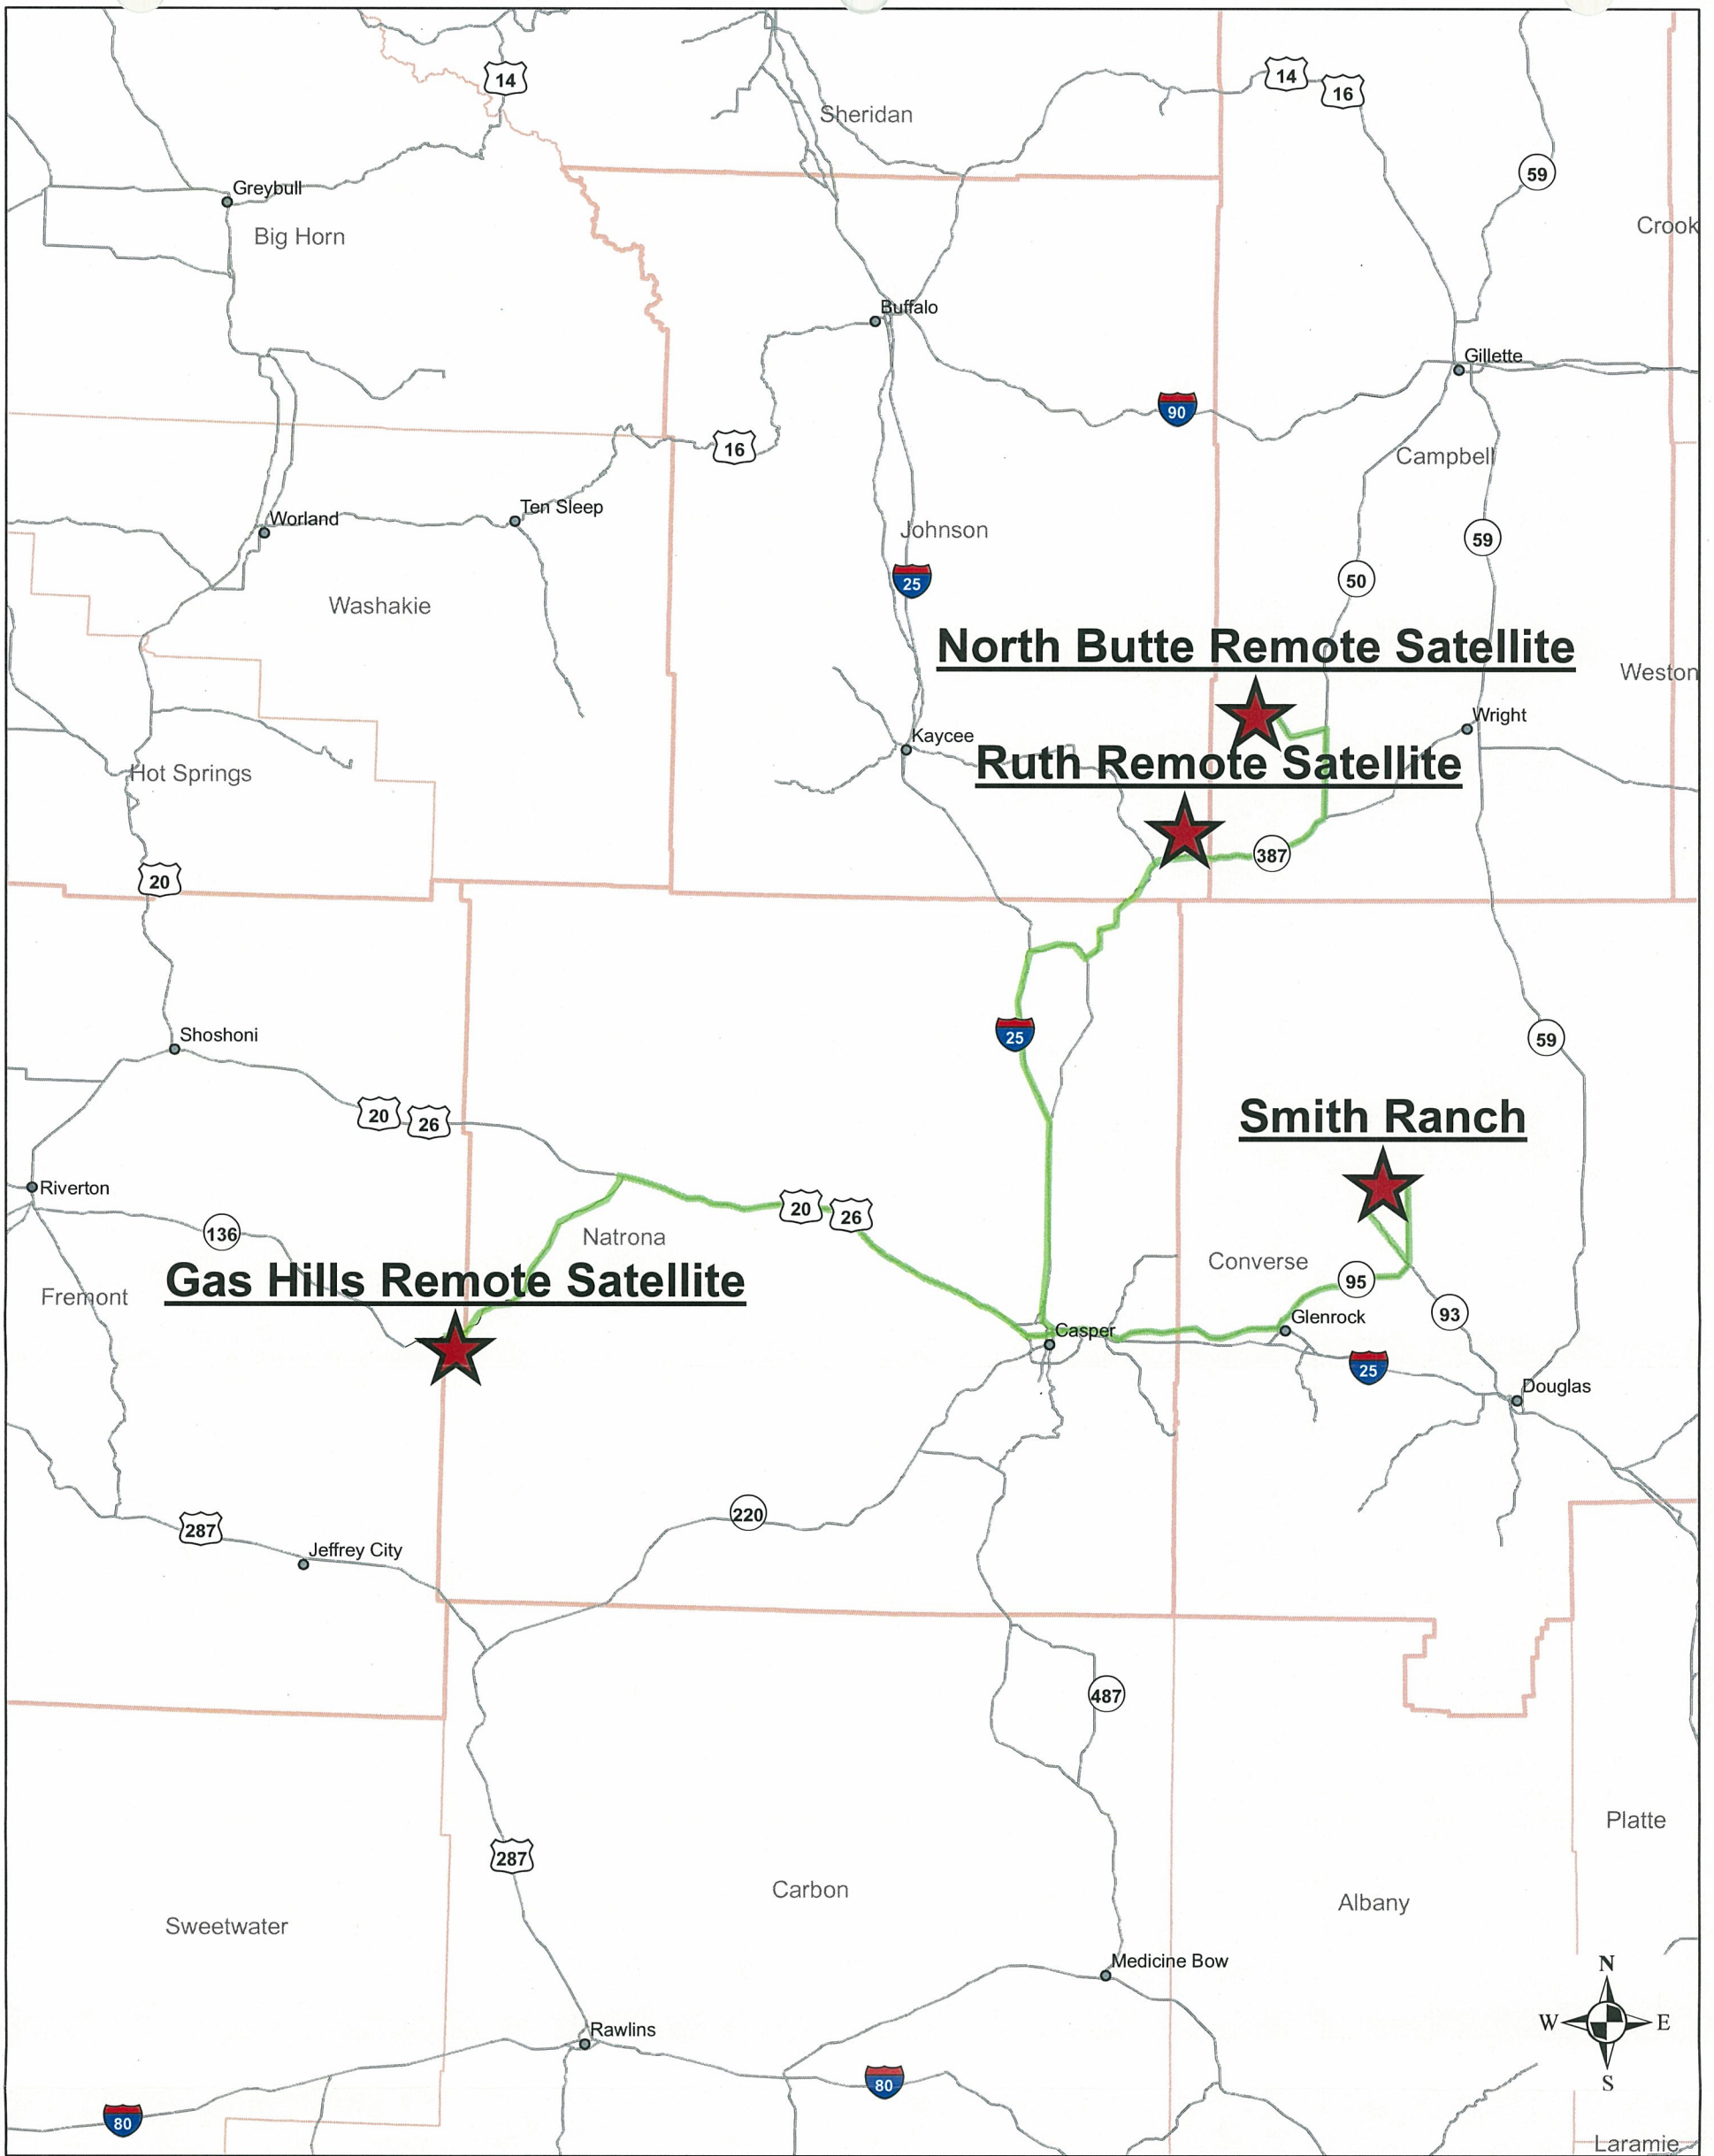 14
14
16
Sheridan
59
Greybull
Big Horn
Crook
Buffalo
Gillette
90
16
Campbell
Ten Sleep
Worland
Johnson
59
25
50
Washakie
North Butte Remote Satellite
Weston
Wright
Kaycee
Ruth Remote Satellite
Hot Springs
387
20
25
Shoshoni
59
20
26
Smith Ranch
Riverton
20
26
136
Natrona
Converse
Gas Hills Remote Satellite
95
Fremont
Glenrock
93
Casper
25
Douglas
220
287
Jeffrey City
487
Platte
287
Carbon
Albany
Sweetwater
Medicine Bow
N
W
E
S
Rawlins
80
80
Laramie